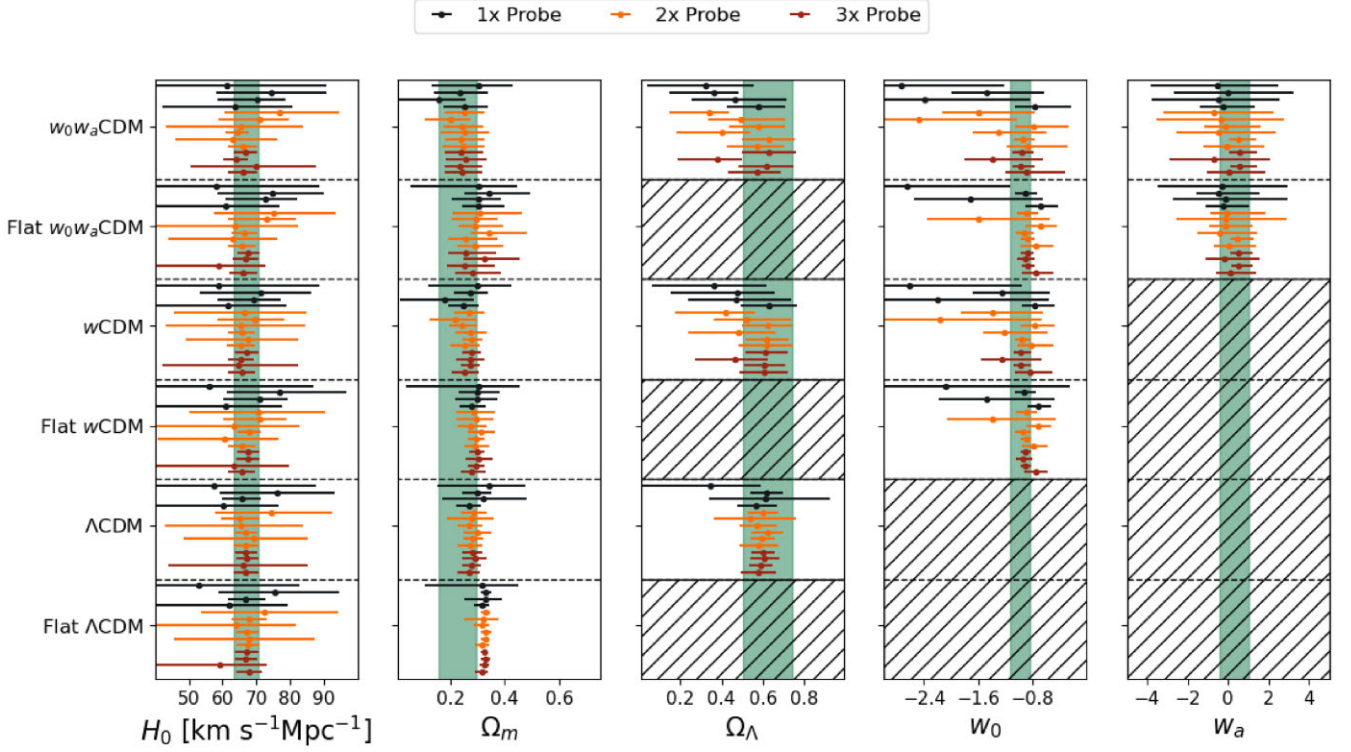 1x Probe 2x Probe 3x Probe
w₀wₐCDM
Flat w₀wₐCDM
wCDM
Flat wCDM
ΛCDM
Flat ΛCDM
50 60 70 80 90
0.2 0.4 0.6
0.2 0.4 0.6 0.8
−2.4 −1.6 −0.8
−4 −2 0 2 4
H₀ [km s⁻¹Mpc⁻¹]
Ωₘ
Ω_Λ
w₀
wₐ